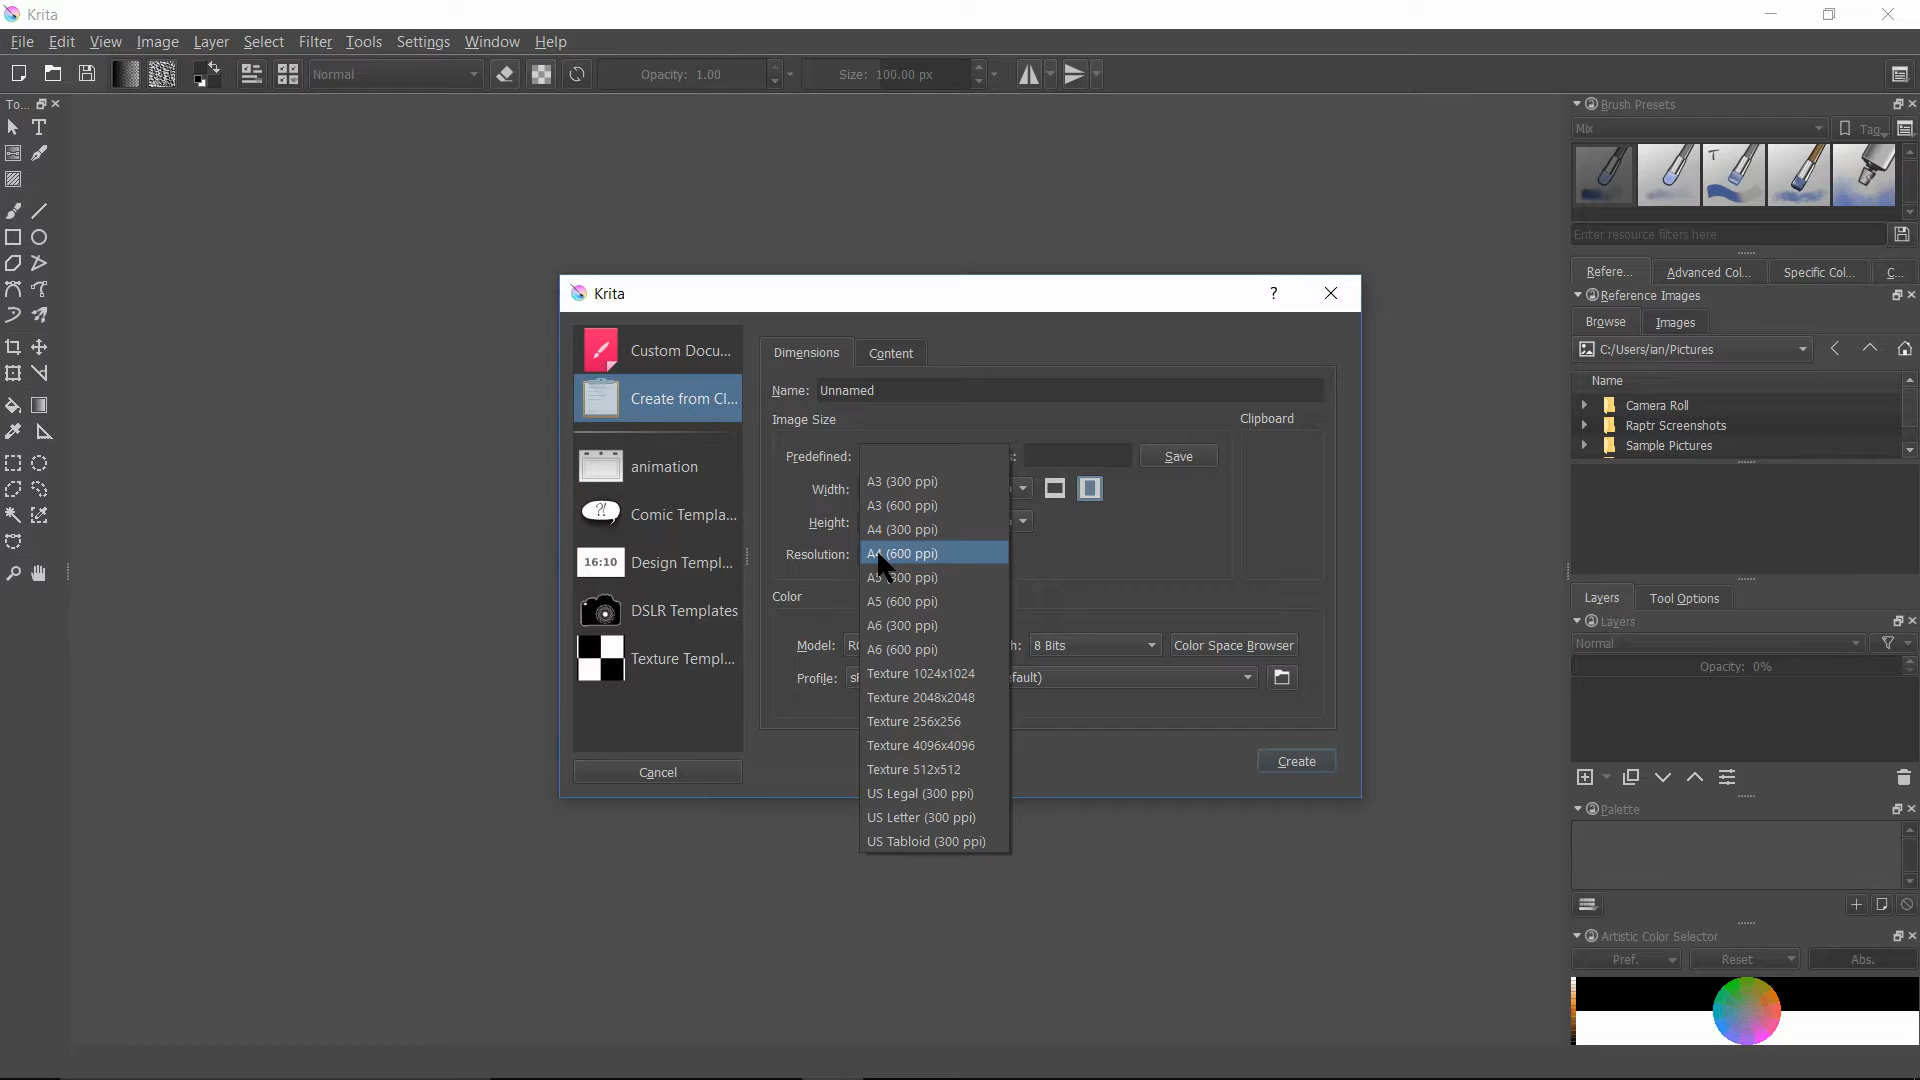 Krita
File Edit View Image Layer Select Filter Tools Settings Window Help
Normal Opacity: 1.00 Size: 100.00 px
To...
Brush Presets
Mix Tag
Enter resource filters here
Refere... Advanced Col... Specific Col... C...
Reference Images
Browse Images
C:/Users/ian/Pictures
Name
Camera Roll
Raptr Screenshots
Sample Pictures
Layers Tool Options
Layers
Normal
Opacity: 0%
Palette
Artistic Color Selector
Pref. Reset Abs.
Krita
?
Custom Docu...
Create from Cl...
animation
?! Comic Templa...
16:10 Design Templ...
DSLR Templates
Texture Templ...
Cancel
Dimensions Content
Name: Unnamed
Image Size Clipboard
Predefined: s: Save
Width:
Height:
Resolution:
A3 (300 ppi)
A3 (600 ppi)
A4 (300 ppi)
A4 (600 ppi)
A5 (300 ppi)
A5 (600 ppi)
A6 (300 ppi)
A6 (600 ppi)
Texture 1024x1024
Texture 2048x2048
Texture 256x256
Texture 4096x4096
Texture 512x512
US Legal (300 ppi)
US Letter (300 ppi)
US Tabloid (300 ppi)
Color
Model: h: 8 Bits Color Space Browser
Profile: efault)
Create